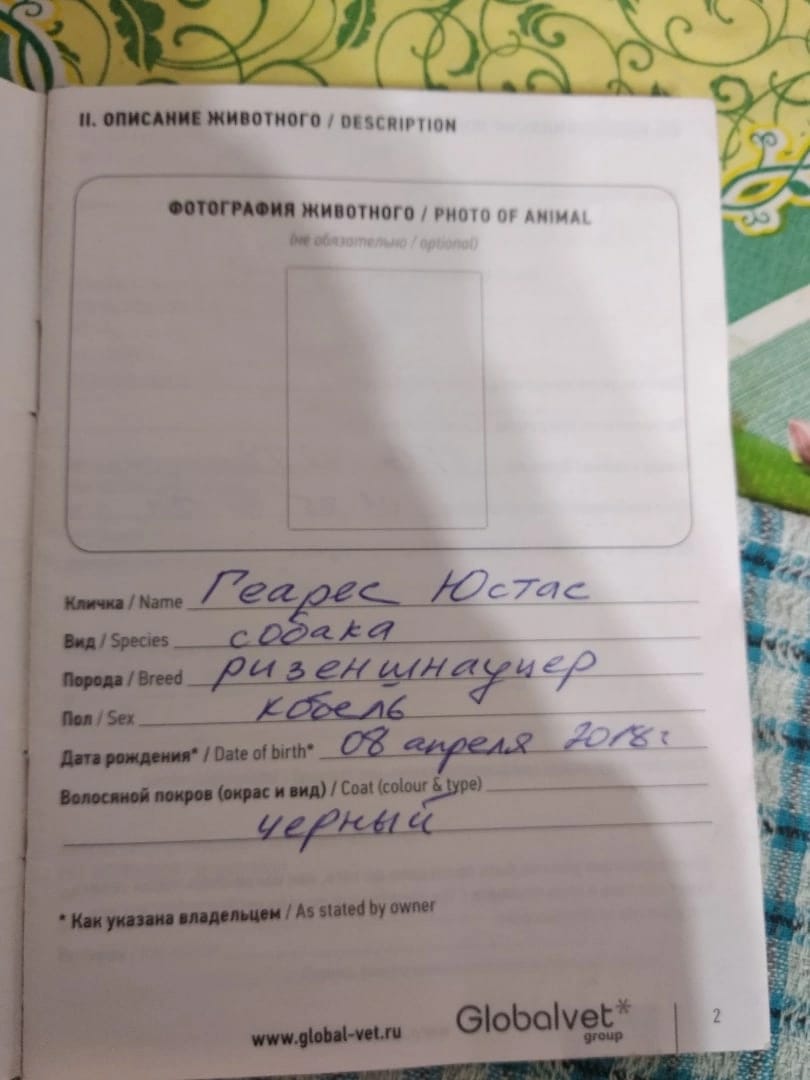 II. ОПИСАНИЕ ЖИВОТНОГО / DESCRIPTION
ФОТОГРАФИЯ ЖИВОТНОГО / PHOTO OF ANIMAL
(не обязательно / optional)
Кличка / Name Геарес Юстас
Вид / Species собака
Порода / Breed ризеншнауцер
Пол / Sex кобель
Дата рождения* / Date of birth* 08 апреля 2018г
Волосяной покров (окрас и вид) / Coat (colour & type)
черный
* Как указана владельцем / As stated by owner
www.global-vet.ru
Globalvet*
group
2